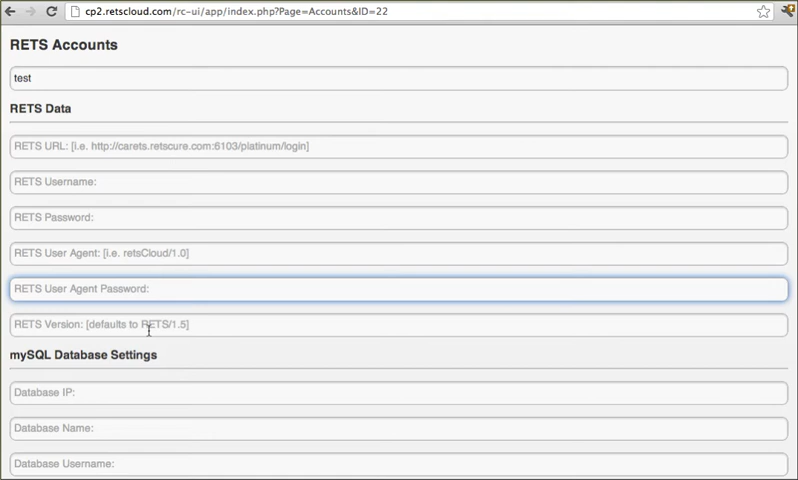 cp2.retscloud.com/rc-ui/app/index.php?Page=Accounts&ID=22
RETS Accounts
test
RETS Data
RETS URL: [i.e. http://carets.retscure.com:6103/platinum/login]
RETS Username:
RETS Password:
RETS User Agent: [i.e. retsCloud/1.0]
RETS User Agent Password:
RETS Version: [defaults to RETS/1.5]
mySQL Database Settings
Database IP:
Database Name:
Database Username: